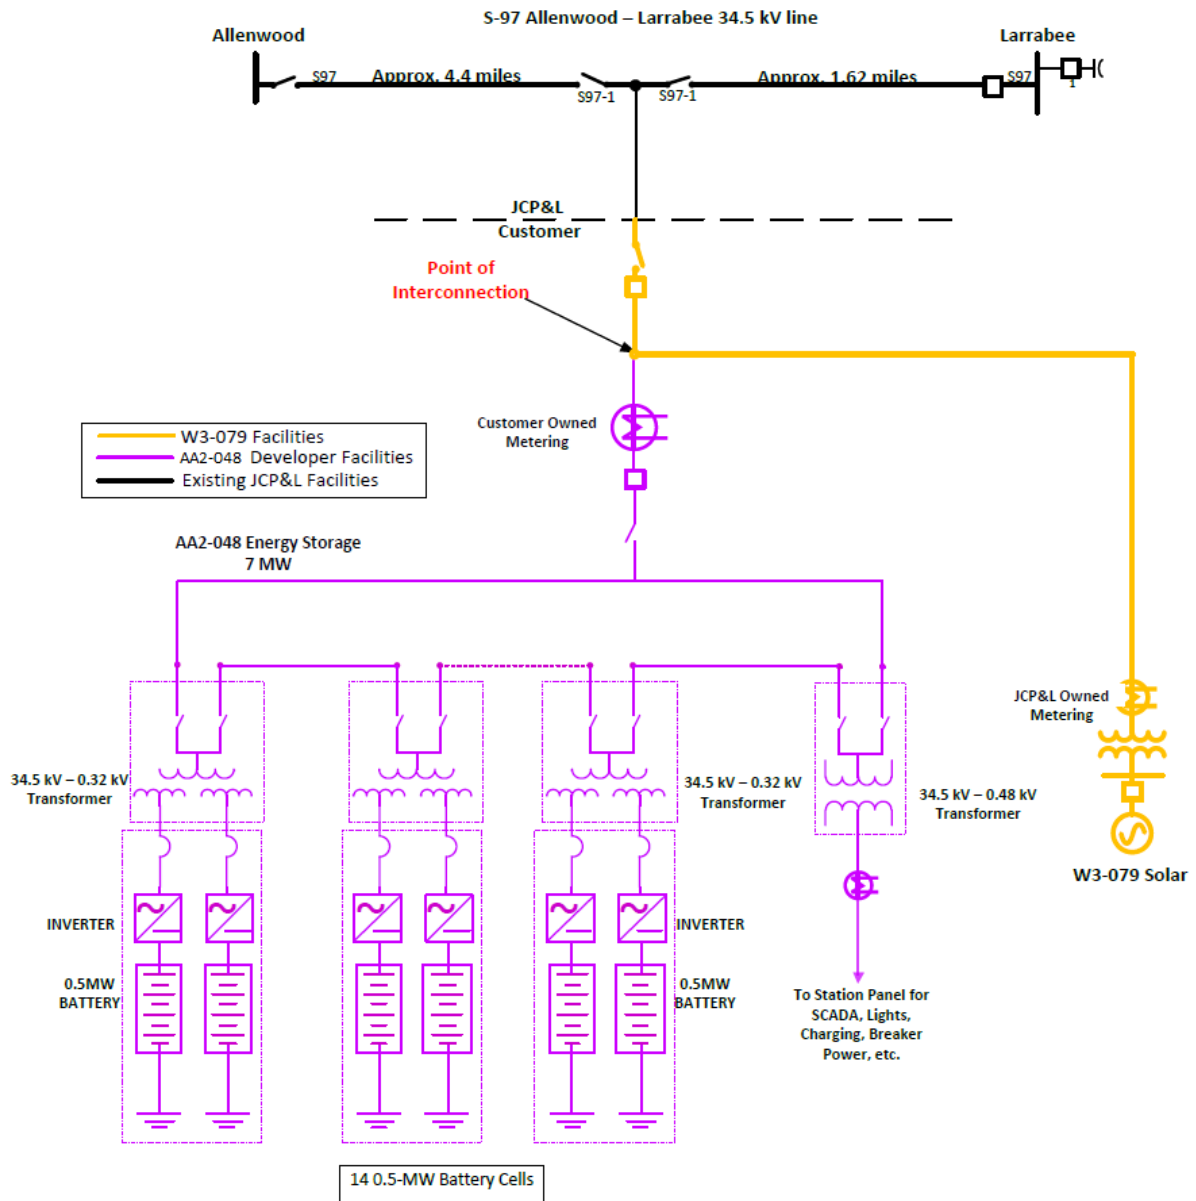 S-97 Allenwood – Larrabee 34.5 kV line
Allenwood
Larrabee
S97
Approx. 4.4 miles
S97-1
S97-1
Approx. 1.62 miles
S97
1
JCP&L
Customer
Point of
Interconnection
Customer Owned
Metering
W3-079 Facilities
AA2-048 Developer Facilities
Existing JCP&L Facilities
AA2-048 Energy Storage
7 MW
JCP&L Owned
Metering
34.5 kV – 0.32 kV
Transformer
34.5 kV – 0.32 kV
Transformer
34.5 kV – 0.48 kV
Transformer
W3-079 Solar
INVERTER
INVERTER
0.5MW
BATTERY
0.5MW
BATTERY
To Station Panel for
SCADA, Lights,
Charging, Breaker
Power, etc.
14 0.5-MW Battery Cells